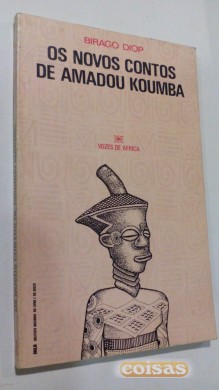 BIRAGO DIOP
OS NOVOS CONTOS
DE AMADOU KOUMBA
VOZES DE ÁFRICA
coisas